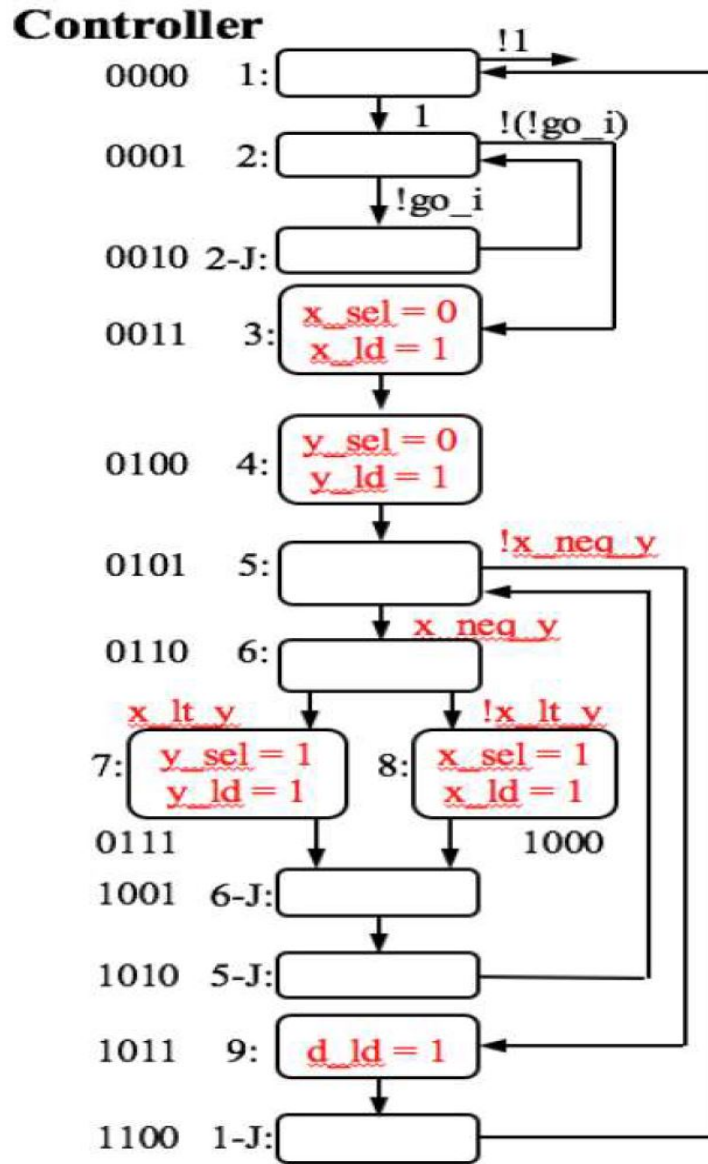 Controller
!1
0000 1:
1
!(!go_i)
0001 2:
!go_i
0010 2-J:
x_sel = 0
0011 3:
x_ld = 1
y_sel = 0
0100 4:
y_ld = 1
!x_neq_y
0101 5:
x_neq_y
0110 6:
x_lt_y
!x_lt_y
7:
y_sel = 1
y_ld = 1
8:
x_sel = 1
x_ld = 1
0111
1000
1001 6-J:
1010 5-J:
1011 9: d_ld = 1
1100 1-J: